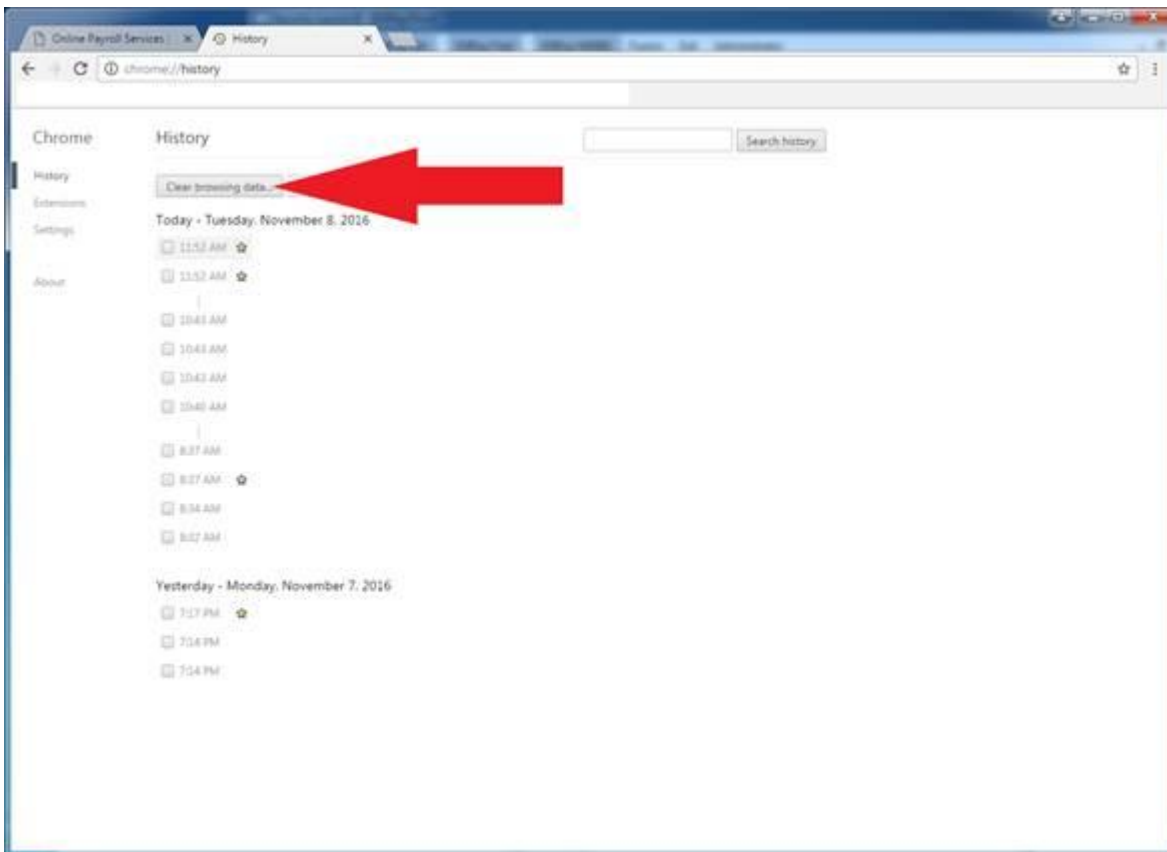 Online Payroll Services
History
chrome://history
Chrome
History
Search history
History
Extensions
Settings
About
Clear browsing data...
Today - Tuesday, November 8, 2016
11:52 AM
11:52 AM
10:43 AM
10:43 AM
10:43 AM
10:40 AM
8:37 AM
8:37 AM
8:34 AM
Yesterday - Monday, November 7, 2016
7:17 PM
7:14 PM
7:14 PM